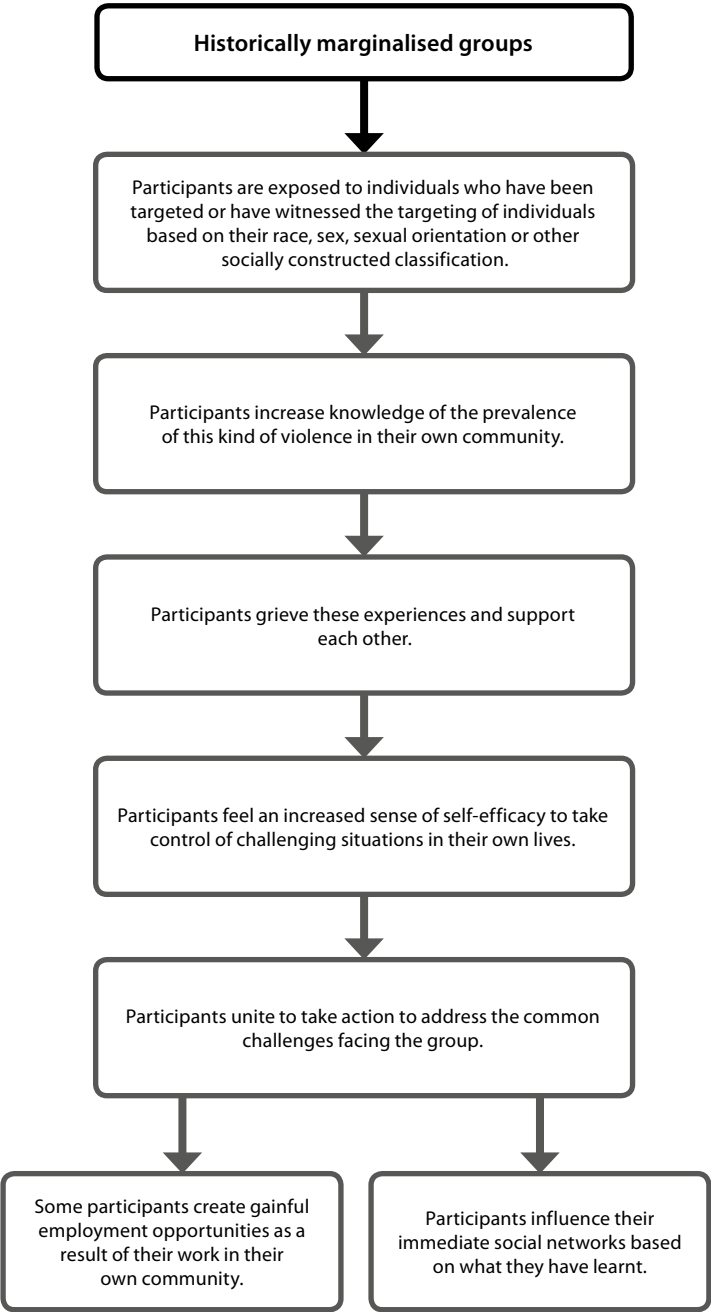 Historically marginalised groups
Participants are exposed to individuals who have been
targeted or have witnessed the targeting of individuals
based on their race, sex, sexual orientation or other
socially constructed classification.
Participants increase knowledge of the prevalence
of this kind of violence in their own community.
Participants grieve these experiences and support
each other.
Participants feel an increased sense of self-efficacy to take
control of challenging situations in their own lives.
Participants unite to take action to address the common
challenges facing the group.
Some participants create gainful
employment opportunities as a
result of their work in their
own community.
Participants influence their
immediate social networks based
on what they have learnt.